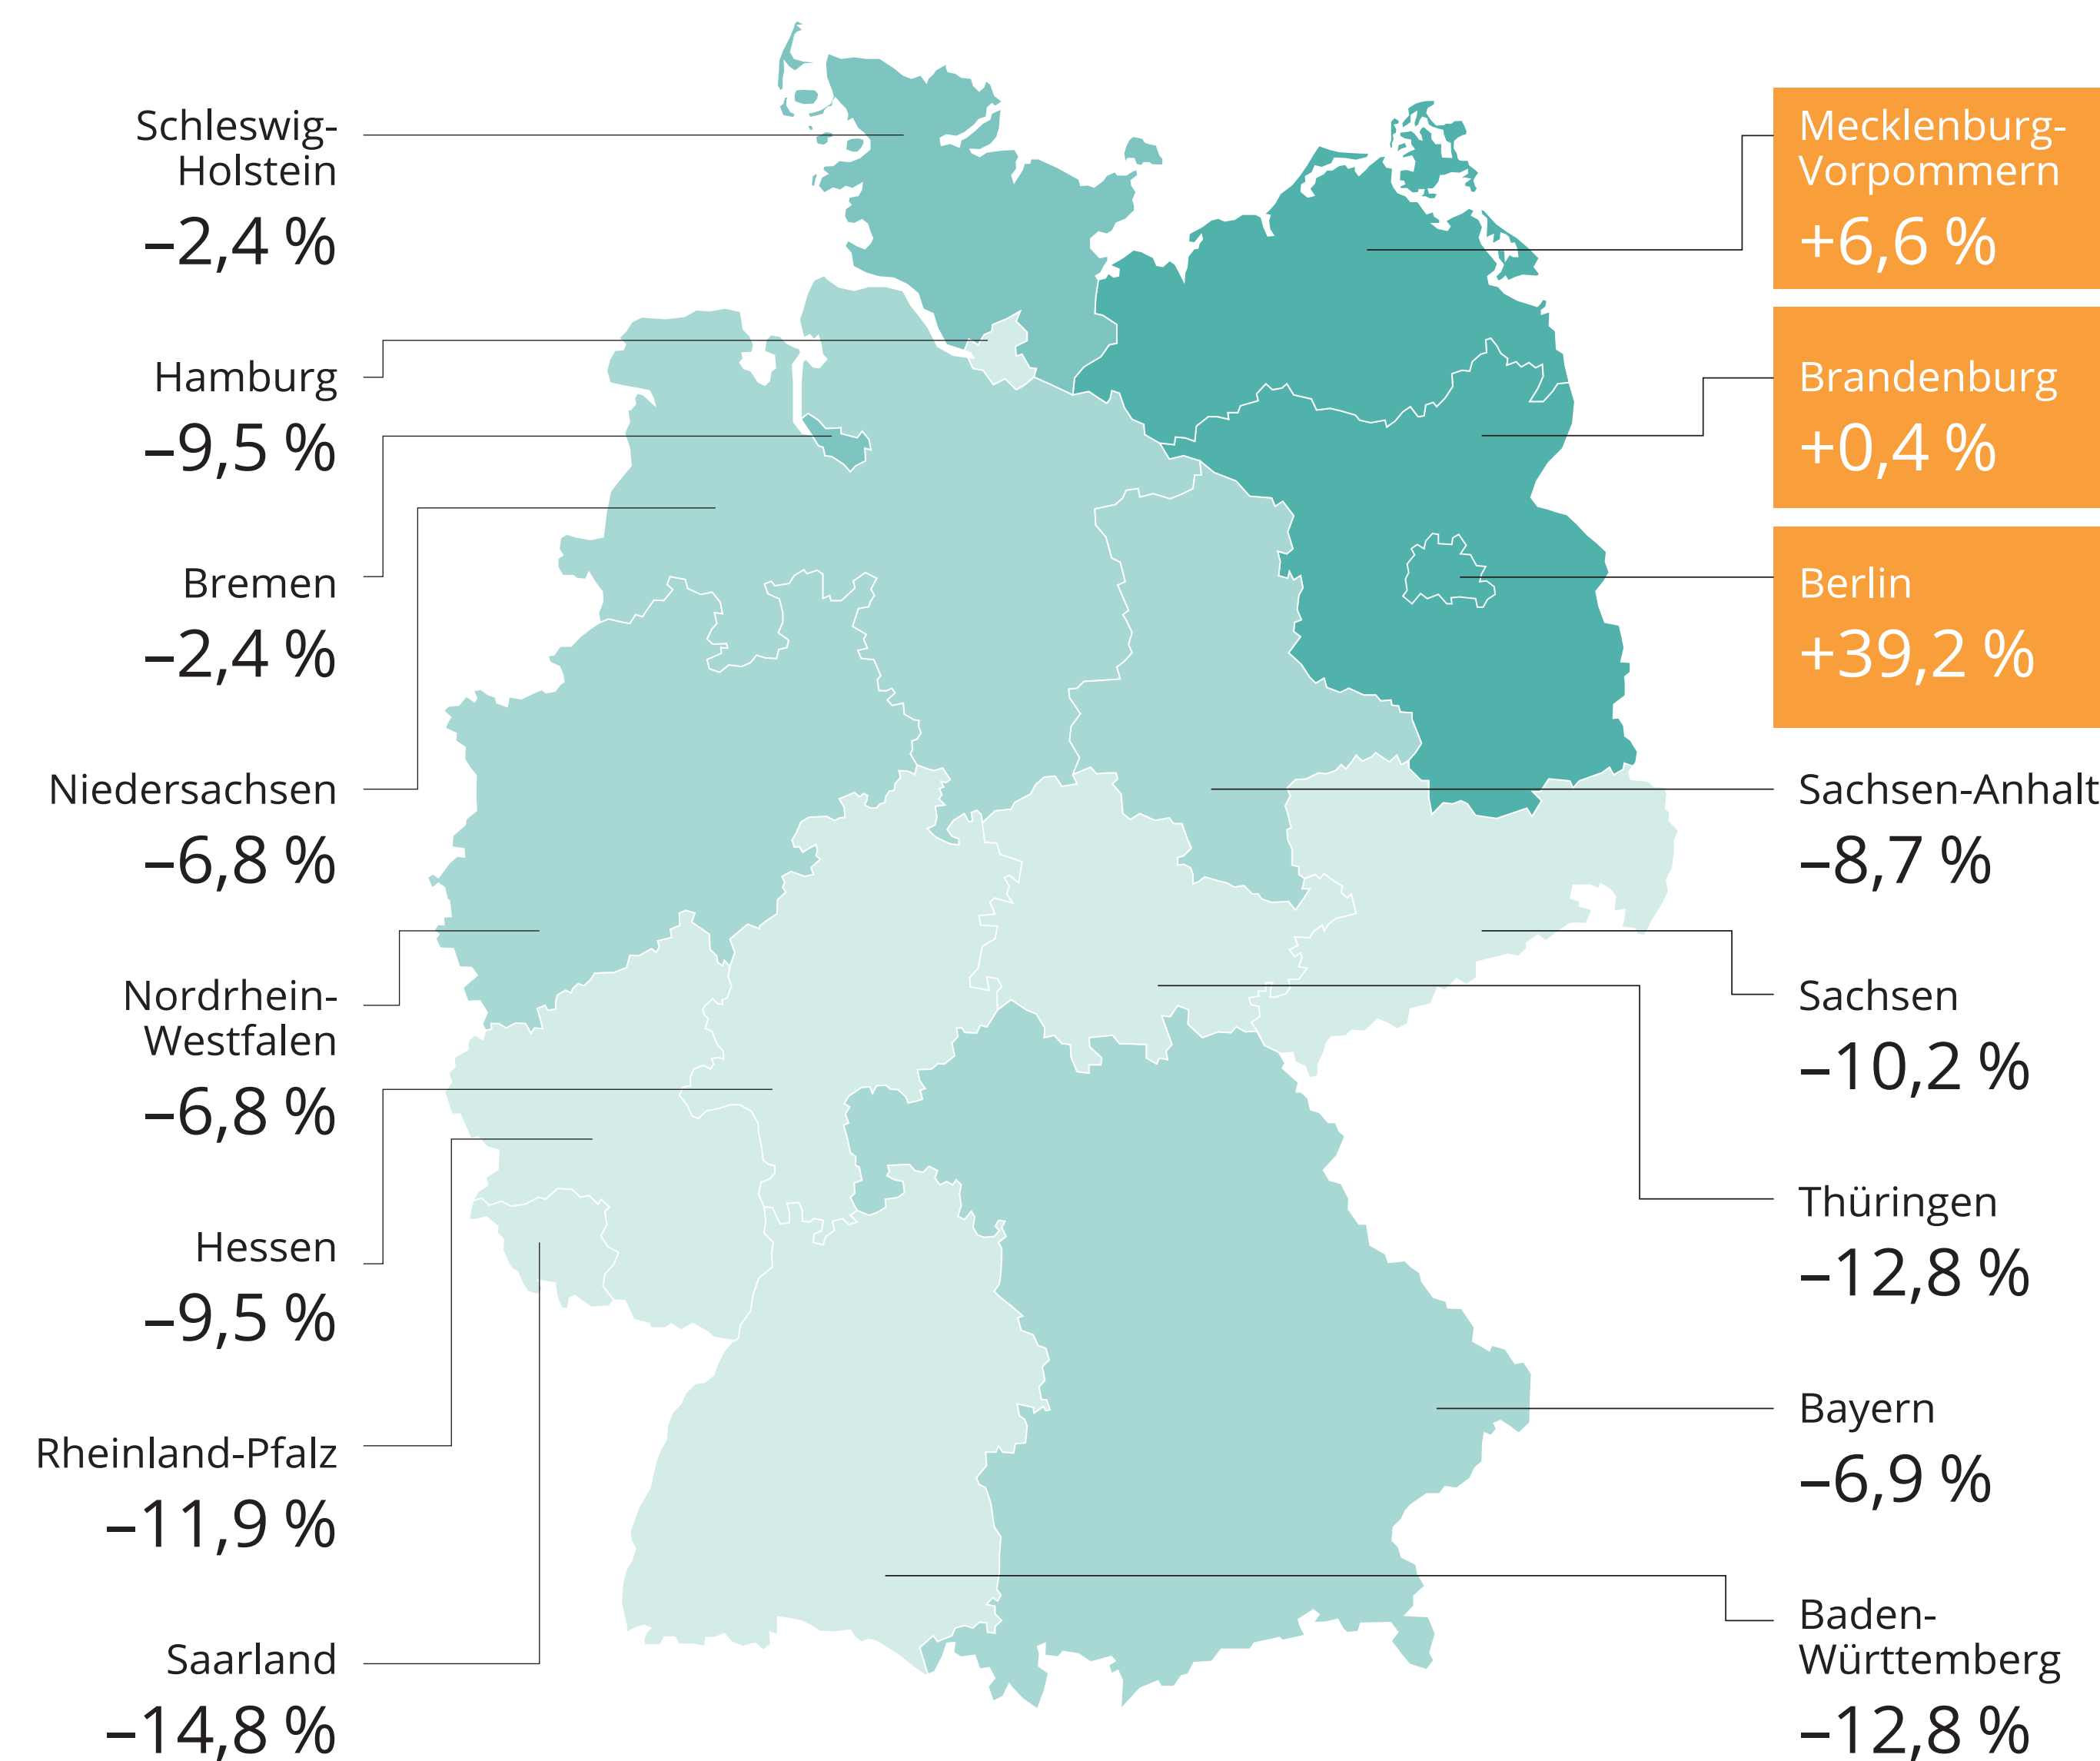 Schleswig-
Holstein
–2,4 %
Hamburg
–9,5 %
Bremen
–2,4 %
Niedersachsen
–6,8 %
Nordrhein-
Westfalen
–6,8 %
Hessen
–9,5 %
Rheinland-Pfalz
–11,9 %
Saarland
–14,8 %
Mecklenburg-
Vorpommern
+6,6 %
Brandenburg
+0,4 %
Berlin
+39,2 %
Sachsen-Anhalt
–8,7 %
Sachsen
–10,2 %
Thüringen
–12,8 %
Bayern
–6,9 %
Baden-
Württemberg
–12,8 %